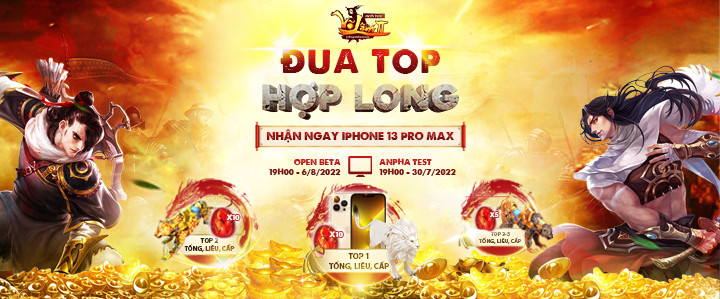 ĐUA TOP
HỢP LONG
NHẬN NGAY IPHONE 13 PRO MAX
OPEN BETA
19H00 - 6/8/2022
ANPHA TEST
19H00 - 30/7/2022
X10
TOP 2
TỐNG, LIÊU, CẤP
X10
TOP 1
TỐNG, LIÊU, CẤP
X5
TOP 3-5
TỐNG, LIÊU, CẤP